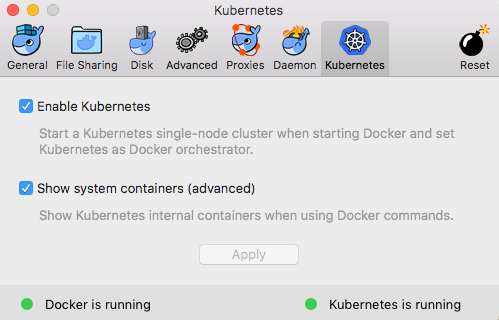 Kubernetes
General File Sharing Disk Advanced Proxies Daemon Kubernetes Reset
Enable Kubernetes
Start a Kubernetes single-node cluster when starting Docker and set
Kubernetes as Docker orchestrator.
Show system containers (advanced)
Show Kubernetes internal containers when using Docker commands.
Apply
Docker is running Kubernetes is running